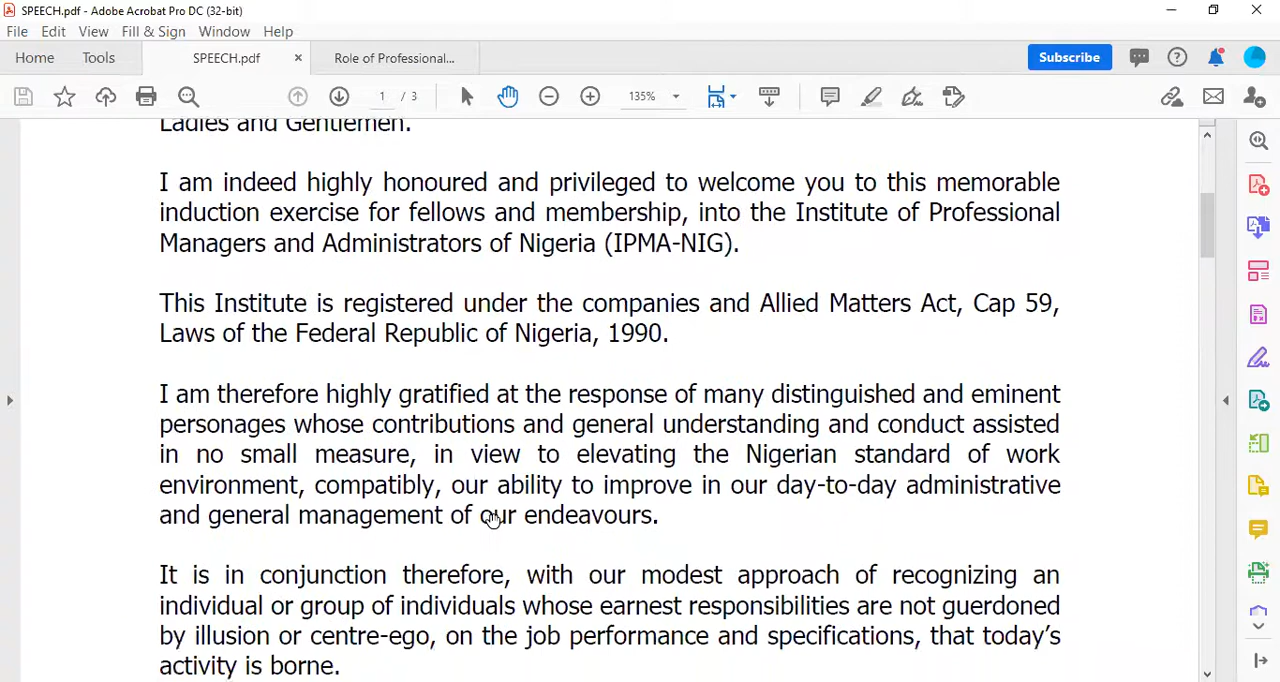 SPEECH.pdf - Adobe Acrobat Pro DC (32-bit)
File Edit View Fill & Sign Window Help
Home Tools SPEECH.pdf × Role of Professional... Subscribe
1 / 3 135%
Ladies and Gentlemen.
I am indeed highly honoured and privileged to welcome you to this memorable
induction exercise for fellows and membership, into the Institute of Professional
Managers and Administrators of Nigeria (IPMA-NIG).
This Institute is registered under the companies and Allied Matters Act, Cap 59,
Laws of the Federal Republic of Nigeria, 1990.
I am therefore highly gratified at the response of many distinguished and eminent
personages whose contributions and general understanding and conduct assisted
in no small measure, in view to elevating the Nigerian standard of work
environment, compatibly, our ability to improve in our day-to-day administrative
and general management of our endeavours.
It is in conjunction therefore, with our modest approach of recognizing an
individual or group of individuals whose earnest responsibilities are not guerdoned
by illusion or centre-ego, on the job performance and specifications, that today's
activity is borne.